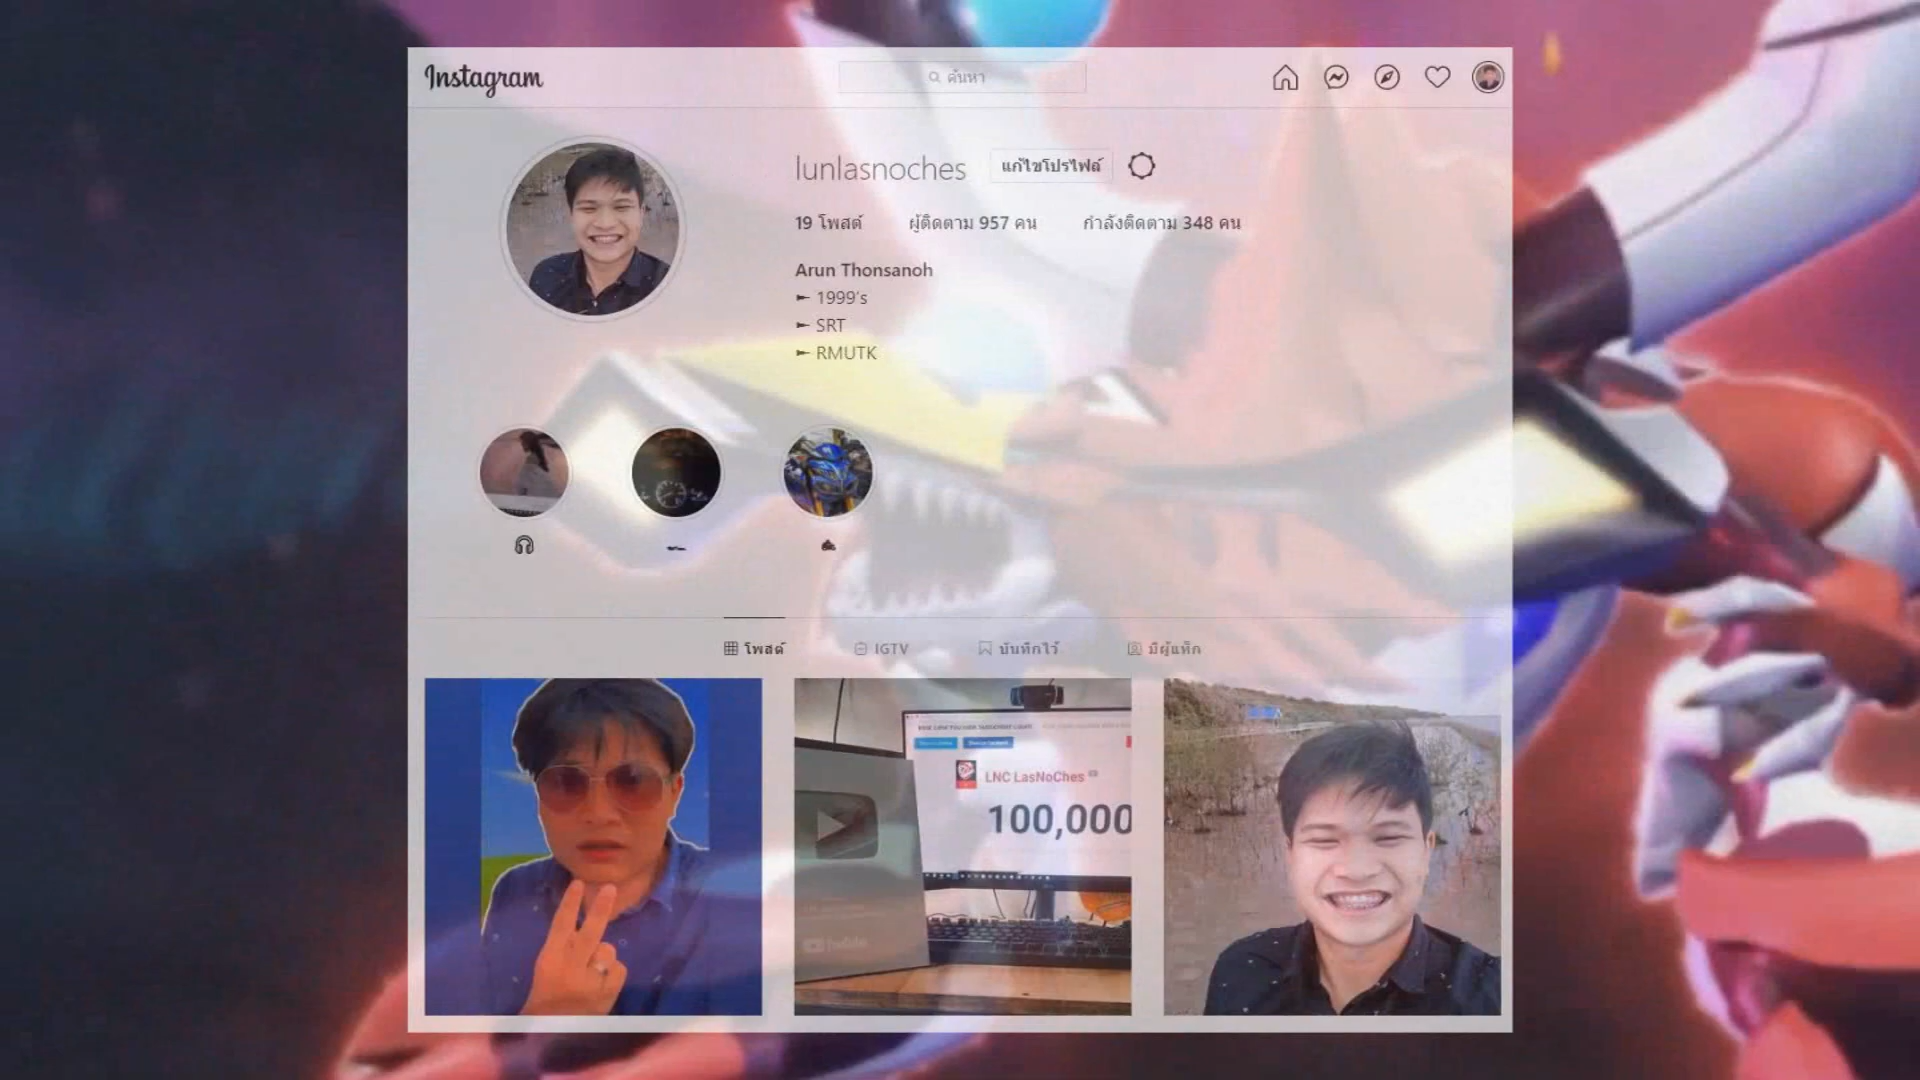 Instagram
ค้นหา
lunlasnoches
แก้ไขโปรไฟล์
19 โพสต์ ผู้ติดตาม 957 คน กำลังติดตาม 348 คน
Arun Thonsanoh
1999's
SRT
RMUTK
โพสต์ IGTV บันทึกไว้ มีผู้แท็ก
LNC LasNoChes
100,000
YouTube